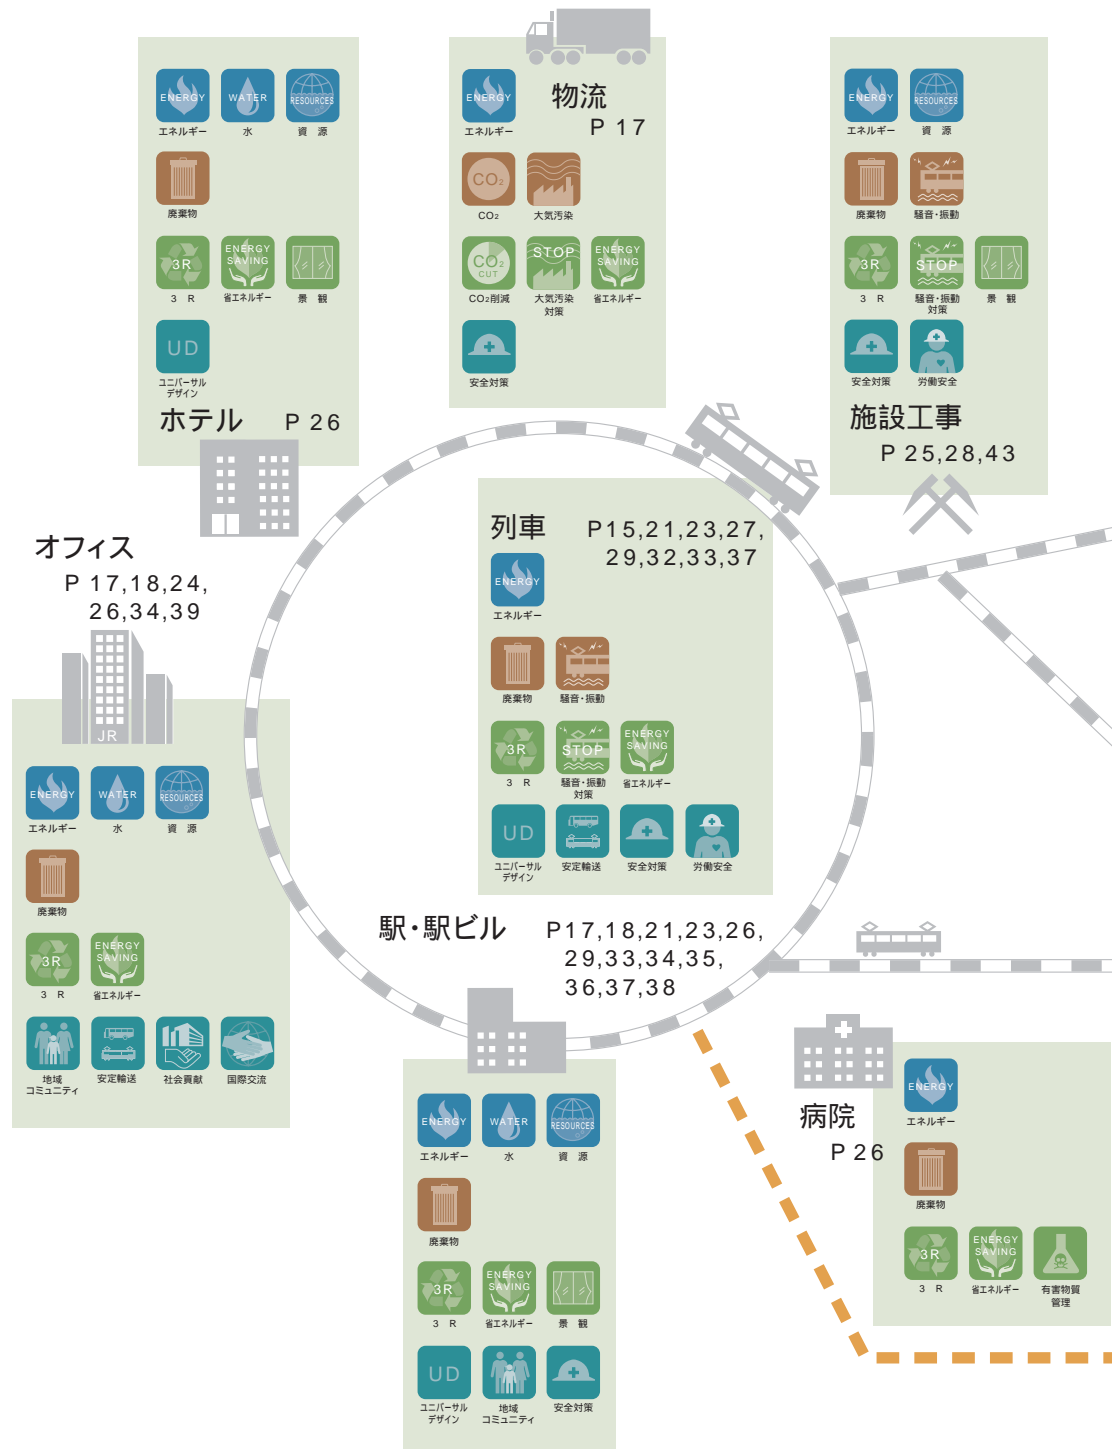 ENERGY WATER RESOURCES
エネルギー 水 資 源
廃棄物
3R ENERGY SAVING
3 R 省エネルギー 景 観
UD
ユニバーサル
デザイン
ホテル P 26
物流
P 17
ENERGY
エネルギー
CO₂
CO₂ 大気汚染
CO₂ CUT STOP ENERGY SAVING
CO₂削減 大気汚染
対策 省エネルギー
安全対策
ENERGY RESOURCES
エネルギー 資 源
廃棄物 騒音・振動
3R STOP
3 R 騒音・振動
対策 景 観
安全対策 労働安全
施設工事
P 25,28,43
列車 P15,21,23,27,
29,32,33,37
ENERGY
エネルギー
廃棄物 騒音・振動
3R STOP ENERGY SAVING
3 R 騒音・振動
対策 省エネルギー
UD
ユニバーサル
デザイン 安定輸送 安全対策 労働安全
オフィス
P 17,18,24,
26,34,39
JR
ENERGY WATER RESOURCES
エネルギー 水 資 源
廃棄物
3R ENERGY SAVING
3 R 省エネルギー
地域
コミュニティ 安定輸送 社会貢献 国際交流
駅・駅ビル P17,18,21,23,26,
29,33,34,35,
36,37,38
ENERGY WATER RESOURCES
エネルギー 水 資 源
廃棄物
3R ENERGY SAVING
3 R 省エネルギー 景 観
UD
ユニバーサル
デザイン 地域
コミュニティ 安全対策
病院
P 26
ENERGY
エネルギー
廃棄物
3R ENERGY SAVING
3 R 省エネルギー 有害物質
管理